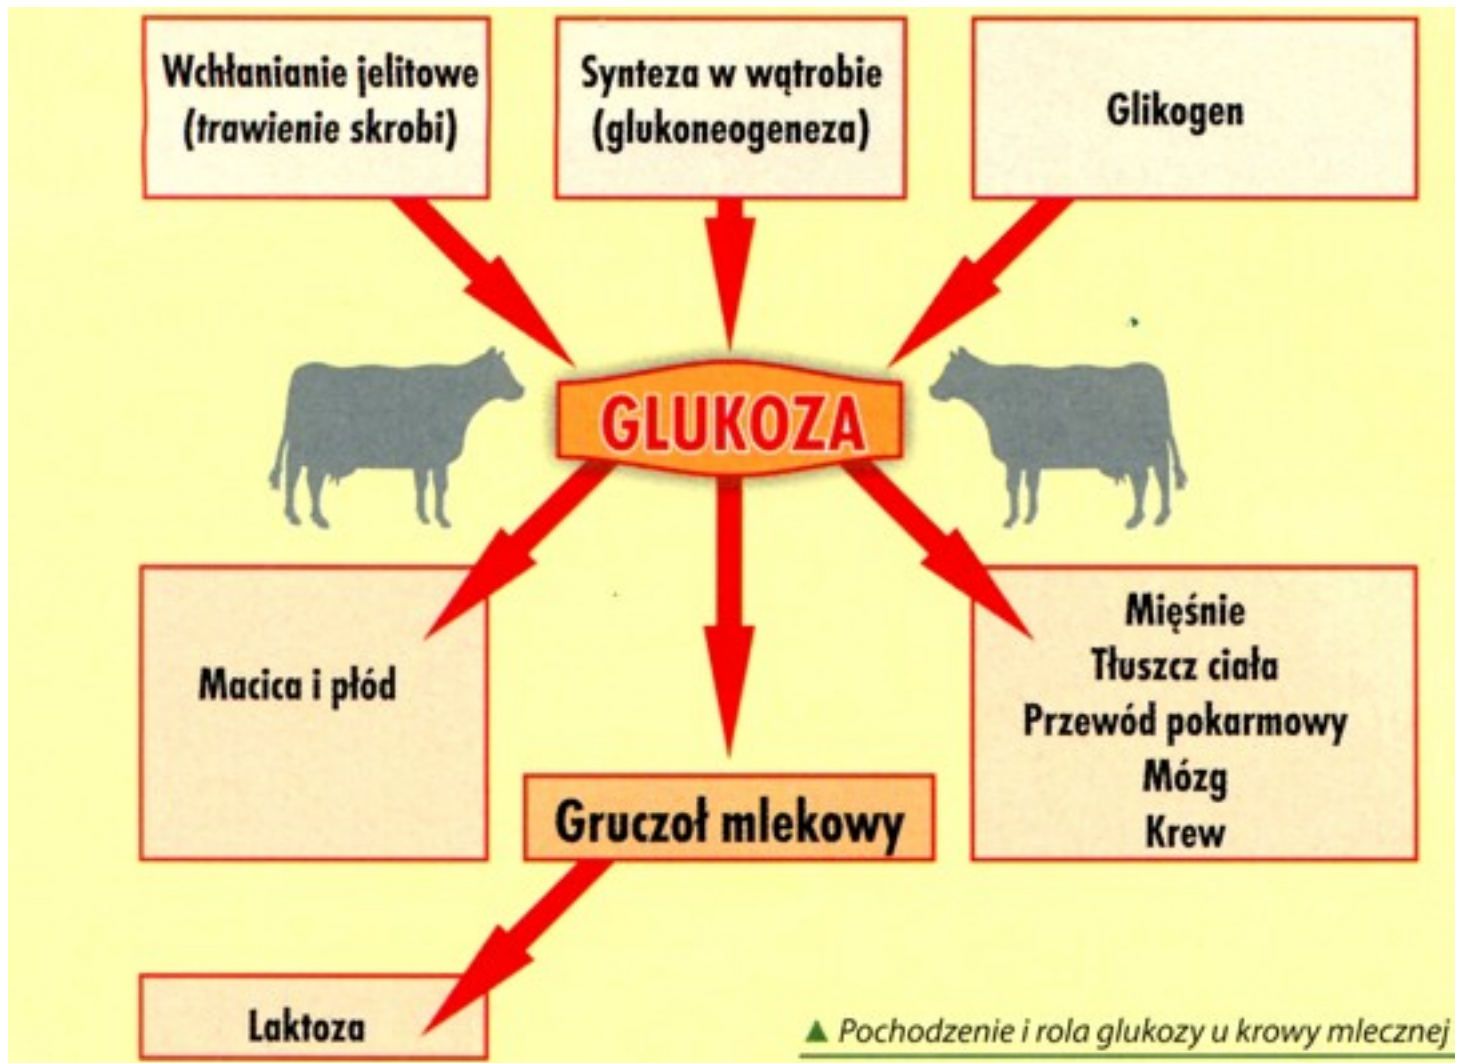 Wchłanianie jelitowe
(trawienie skrobi)
Synteza w wątrobie
(glukoneogeneza)
Glikogen
GLUKOZA
Macica i płód
Mięśnie
Tłuszcz ciała
Przewód pokarmowy
Mózg
Krew
Gruczoł mlekowy
Laktoza
▲ Pochodzenie i rola glukozy u krowy mlecznej